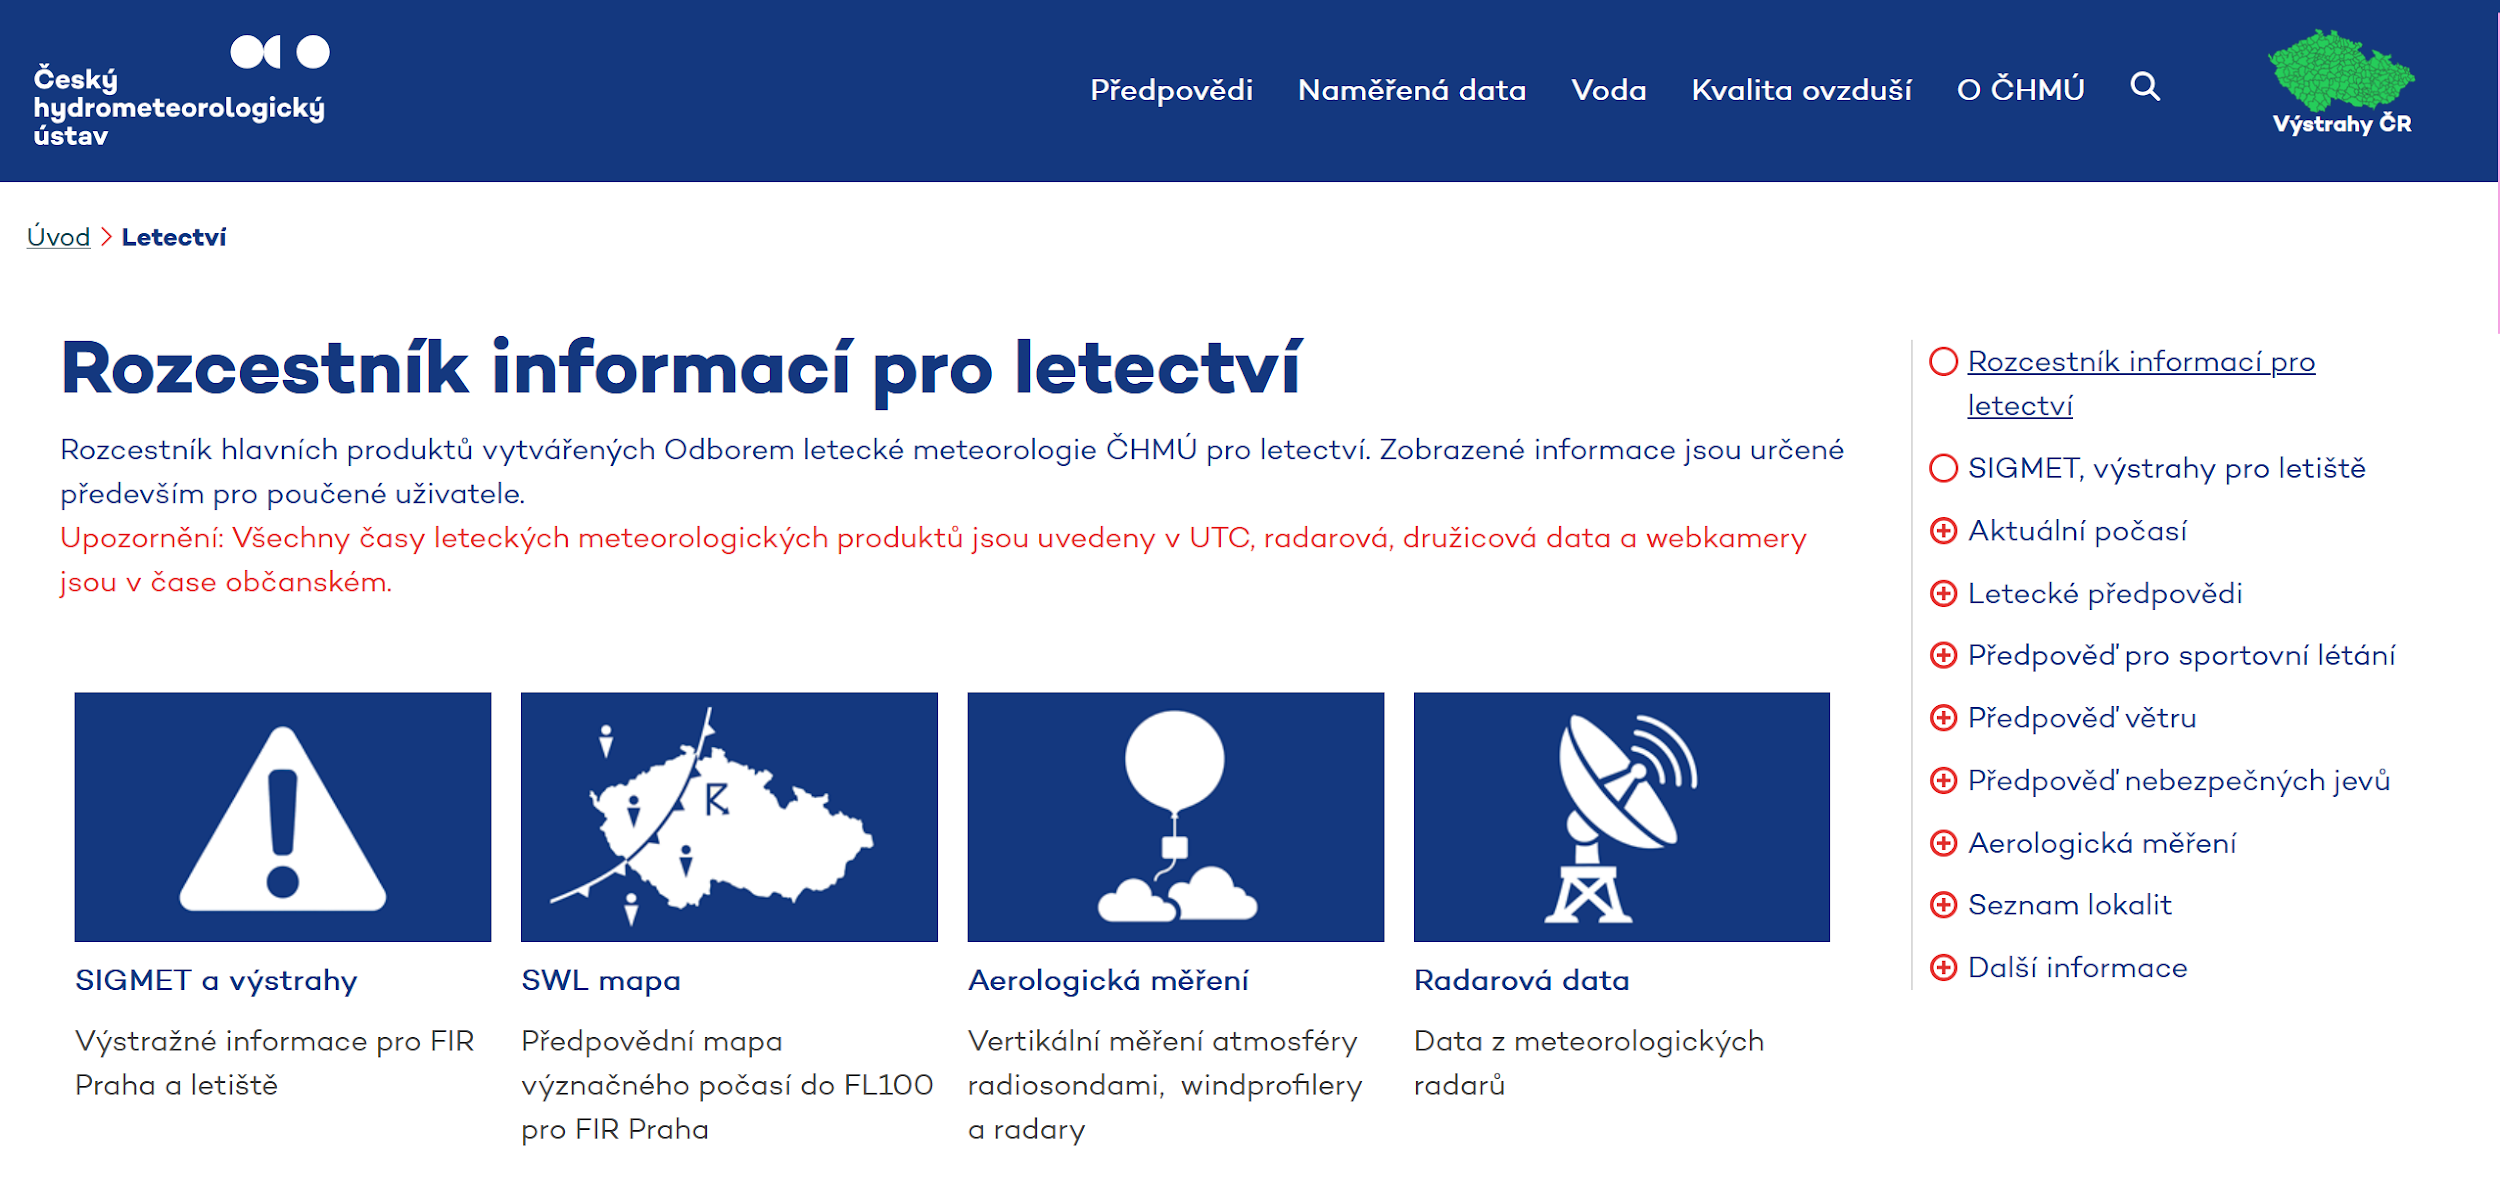 Český
hydrometeorologický
ústav
Předpovědi
Naměřená data
Voda
Kvalita ovzduší
O ČHMÚ
Výstrahy ČR
Úvod
Letectví
Rozcestník informací pro letectví
Rozcestník hlavních produktů vytvářených Odborem letecké meteorologie ČHMÚ pro letectví. Zobrazené informace jsou určené
především pro poučené uživatele.
Upozornění: Všechny časy leteckých meteorologických produktů jsou uvedeny v UTC, radarová, družicová data a webkamery
jsou v čase občanském.
SIGMET a výstrahy
Výstražné informace pro FIR
Praha a letiště
SWL mapa
Předpovědní mapa
význačného počasí do FL100
pro FIR Praha
Aerologická měření
Vertikální měření atmosféry
radiosondami,  windprofilery
a radary
Radarová data
Data z meteorologických
radarů
Rozcestník informací pro
letectví
SIGMET, výstrahy pro letiště
Aktuální počasí
Letecké předpovědi
Předpověď pro sportovní létání
Předpověď větru
Předpověď nebezpečných jevů
Aerologická měření
Seznam lokalit
Další informace